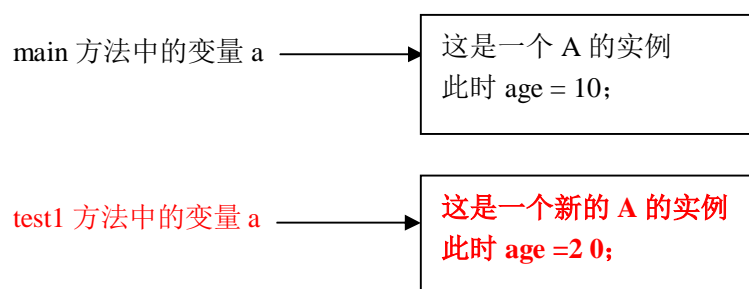 main 方法中的变量 a
这是一个 A 的实例
此时 age = 10；
test1 方法中的变量 a
这是一个新的 A 的实例
此时 age =2 0；